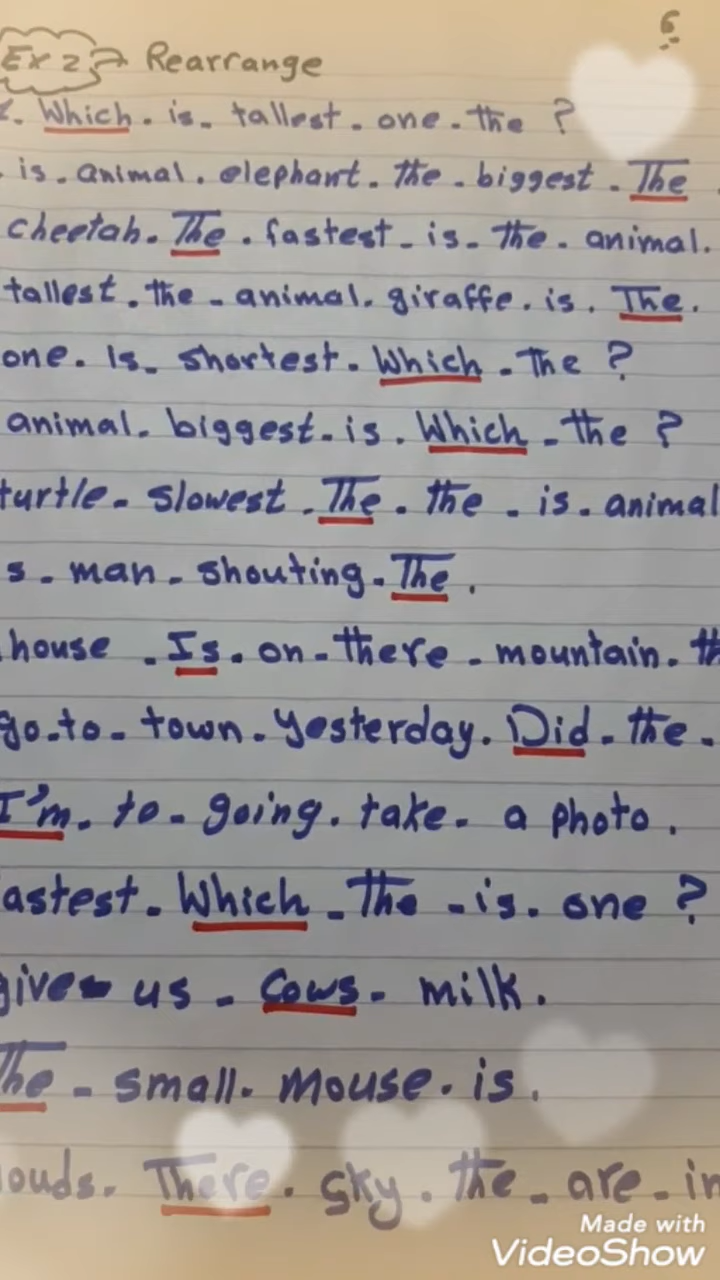 6
Ex 2 → Rearrange
. Which . is - tallest - one - the ?
. is . animal . elephant . the - biggest . The .
cheetah . The . fastest - is - the . animal .
tallest . the - animal . giraffe . is . The .
one . Is - shortest . Which - the ?
animal . biggest - is . Which - the ?
turtle - slowest . The . the - is . animal
s . man - shouting - The .
house . Is . on - there - mountain . th
go . to - town . yesterday . Did - the -
I'm . to - going . take - a photo .
astest . Which - The - is . one ?
give - us - Cows - milk .
The - small . mouse . is .
ouds . There . sky . the - are - in
Made with
VideoShow